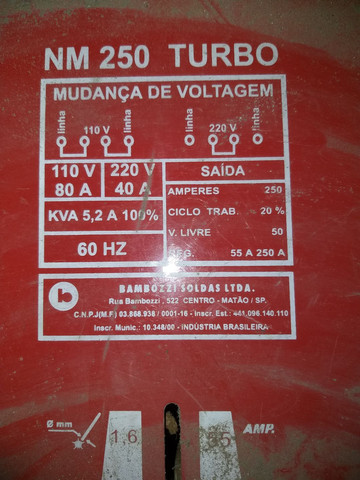 NM 250 TURBO
MUDANÇA DE VOLTAGEM
linha 110 V linha linha 220 V linha
110 V 220 V SAÍDA
80 A 40 A
AMPERES 250
KVA 5,2 A 100% CICLO TRAB. 20 %
V. LIVRE 50
60 HZ
REG. 55 A 250 A
BAMBOZZI SOLDAS LTDA.
Rua Bambozzi, 522 CENTRO - MATÃO / SP.
C.N.P.J(M.F) 03.868.938 / 0001-16 - Inscr. Est.: 441.096.140.110
Inscr. Munic.: 10.348/00 - INDÚSTRIA BRASILEIRA
Ø mm 1,6 55 AMP.